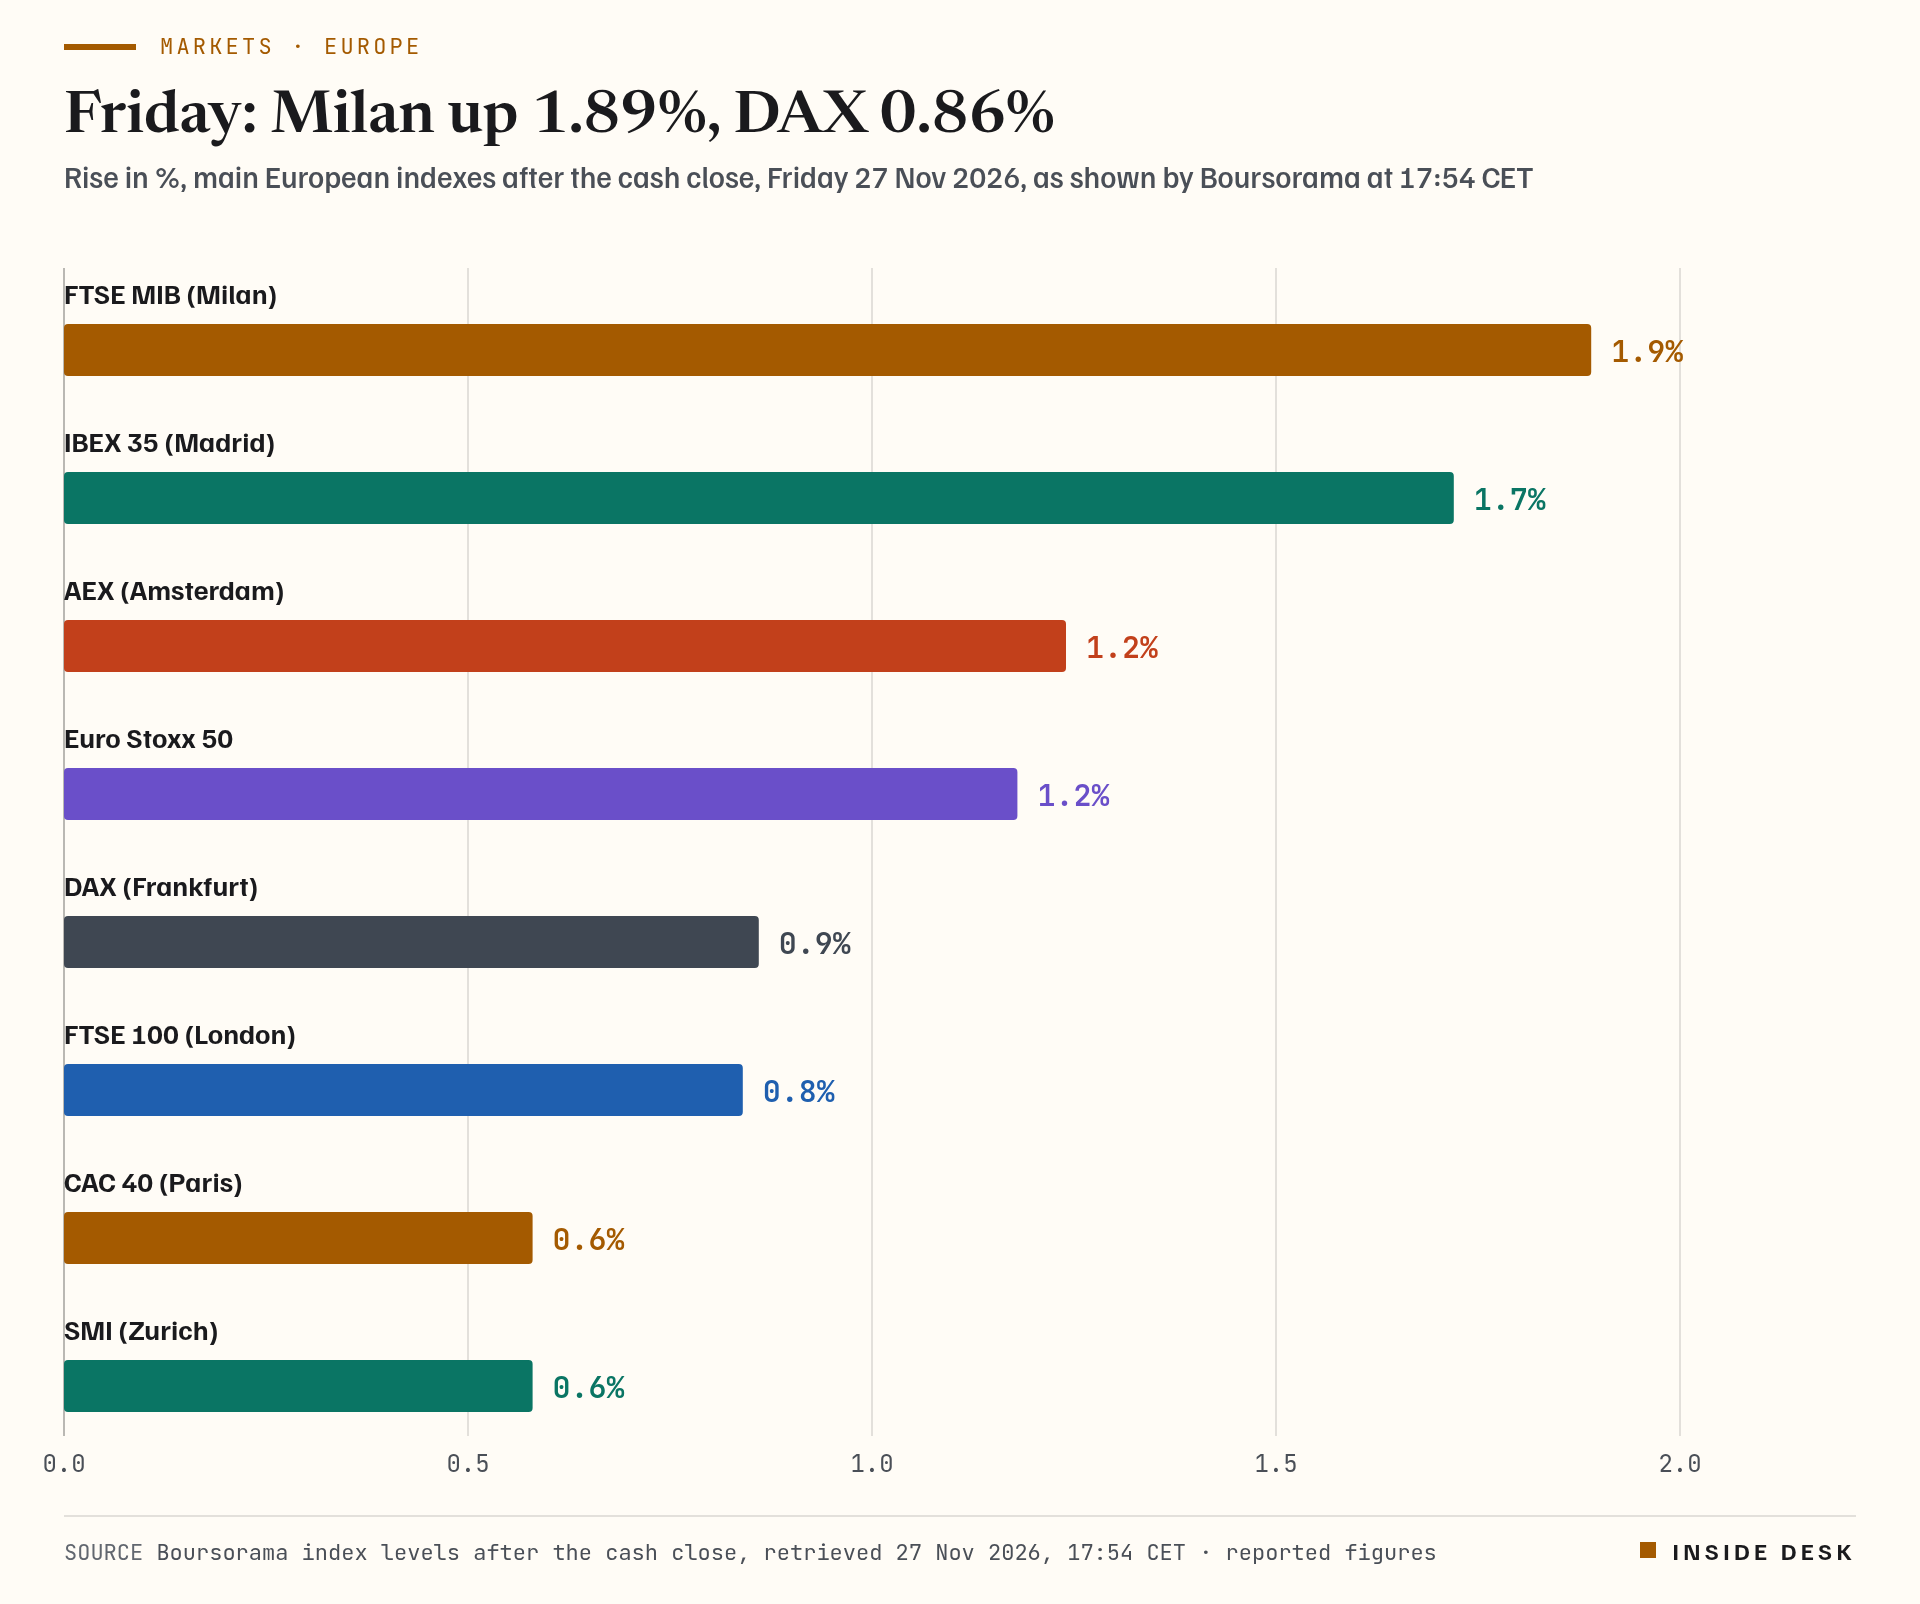 MARKETS · EUROPE
Friday: Milan up 1.89%, DAX 0.86%
Rise in %, main European indexes after the cash close, Friday 27 Nov 2026, as shown by Boursorama at 17:54 CET
FTSE MIB (Milan)
1.9%
IBEX 35 (Madrid)
1.7%
AEX (Amsterdam)
1.2%
Euro Stoxx 50
1.2%
DAX (Frankfurt)
0.9%
FTSE 100 (London)
0.8%
CAC 40 (Paris)
0.6%
SMI (Zurich)
0.6%
0.0 0.5 1.0 1.5 2.0
SOURCE Boursorama index levels after the cash close, retrieved 27 Nov 2026, 17:54 CET · reported figures
INSIDE DESK